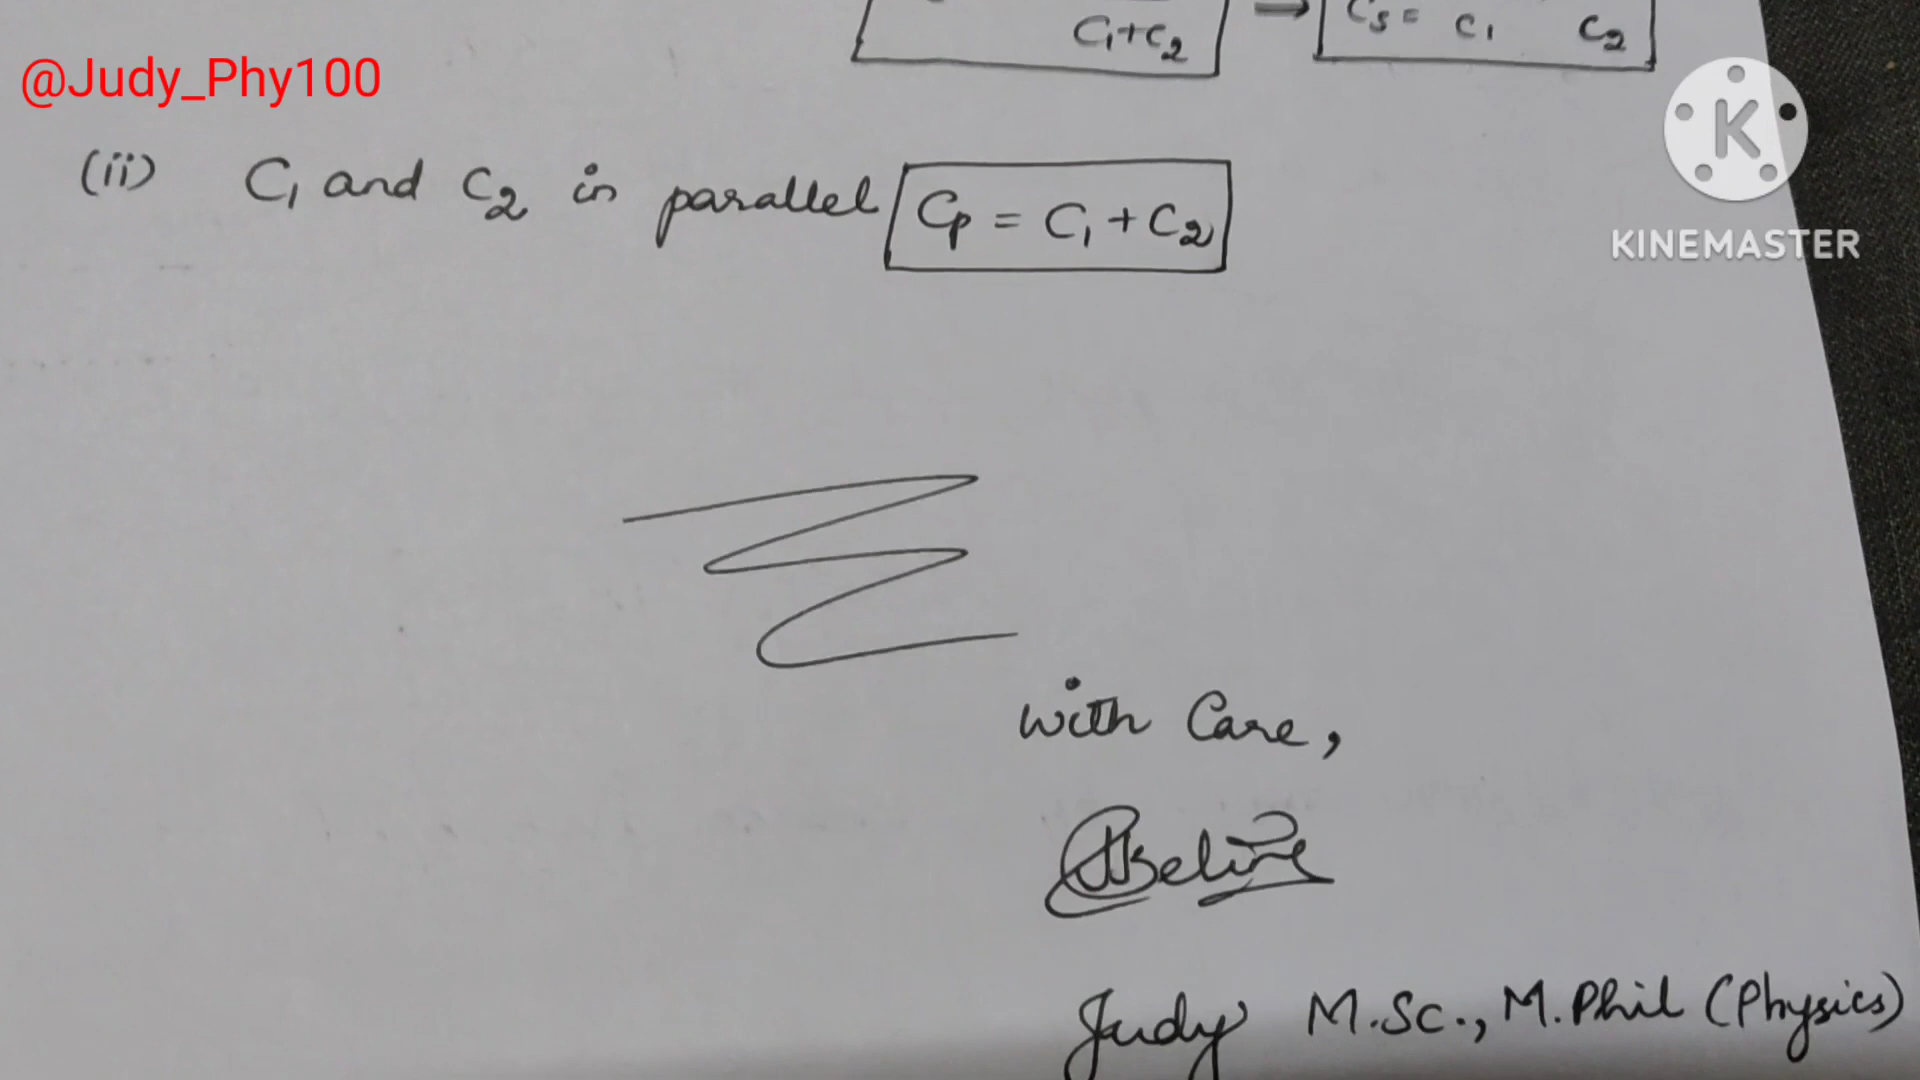 C1+C2 ⇒ Cs = C1 C2
@Judy_Phy100
(ii) C1 and C2 in parallel Cp = C1 + C2
K
KINEMASTER
with Care,
Judy M.Sc., M.Phil (Physics)